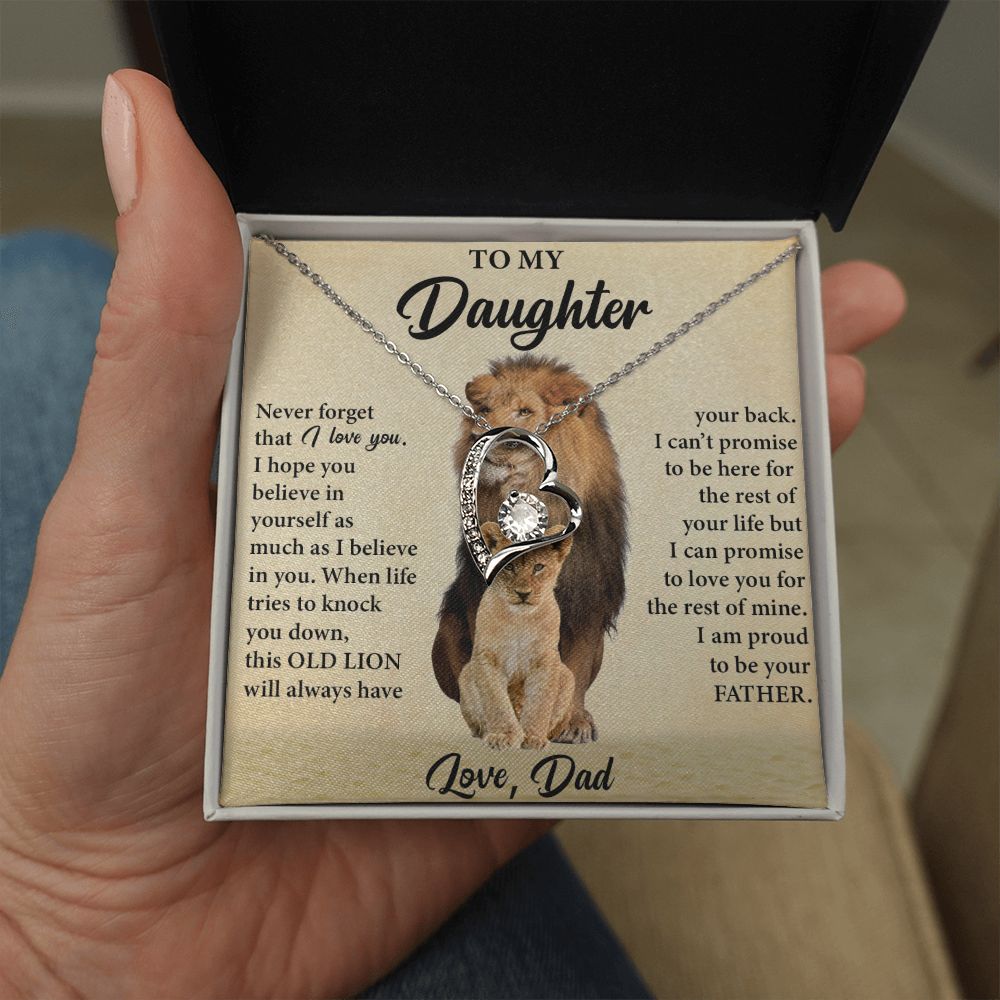 TO MY
Daughter
Never forget
that I love you.
I hope you
believe in
yourself as
much as I believe
in you. When life
tries to knock
you down,
this OLD LION
will always have
your back.
I can't promise
to be here for
the rest of
your life but
I can promise
to love you for
the rest of mine.
I am proud
to be your
FATHER.
Love, Dad